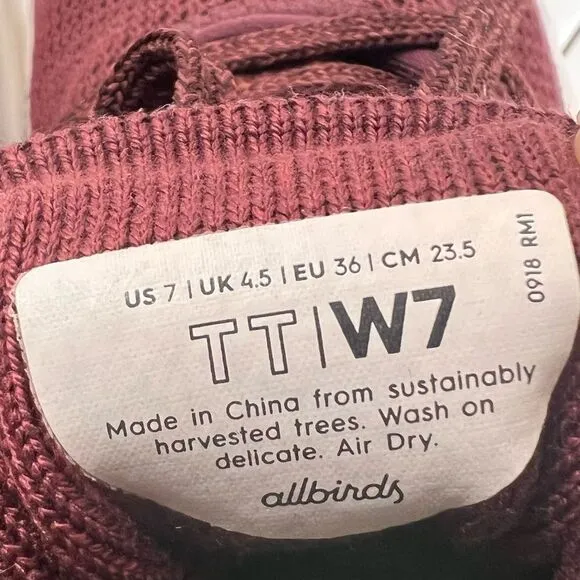 US 7 | UK 4.5 | EU 36 | CM 23.5
TT | W7
Made in China from sustainably
harvested trees. Wash on
delicate. Air Dry.
allbirds
0918 RM1